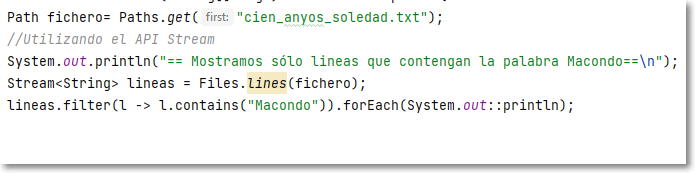 Path fichero= Paths.get( first: "cien_anyos_soledad.txt");
//Utilizando el API Stream
System.out.println("== Mostramos sólo lineas que contengan la palabra Macondo==\n");
Stream<String> lineas = Files.lines(fichero);
lineas.filter(l -> l.contains("Macondo")).forEach(System.out::println);